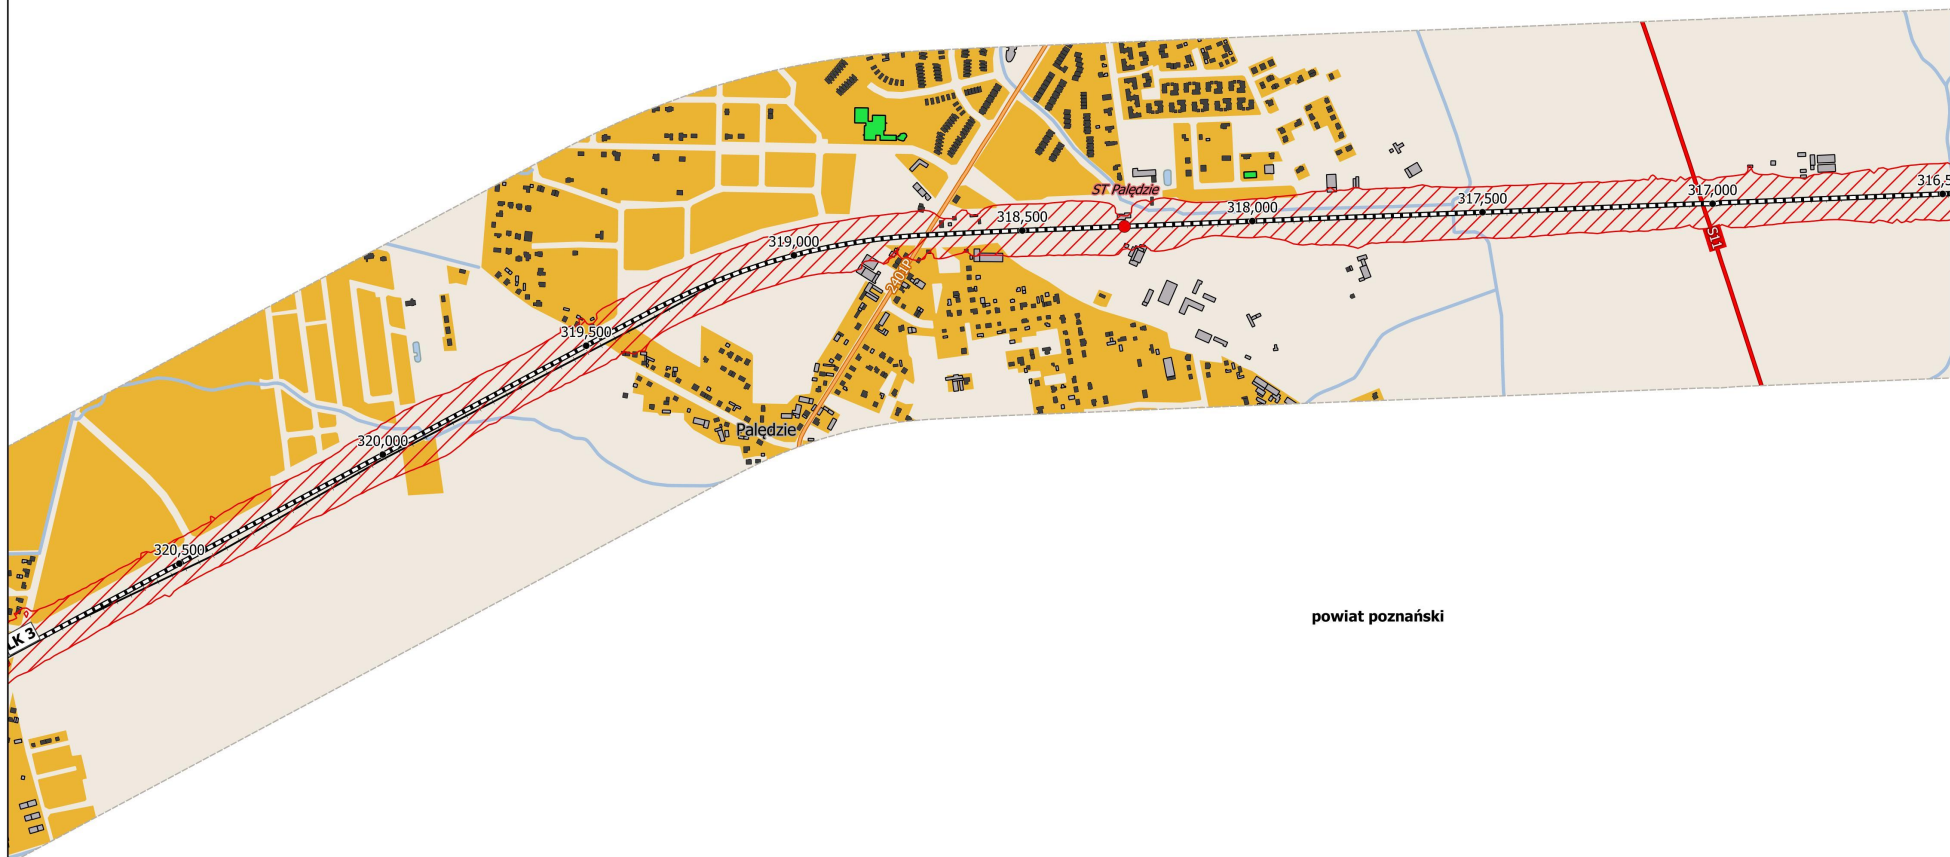 ST Palędzie
316,5
317,000
317,500
318,000
318,500
319,000
S11
2401P
319,500
Palędzie
320,000
320,500
LK 3
powiat poznański